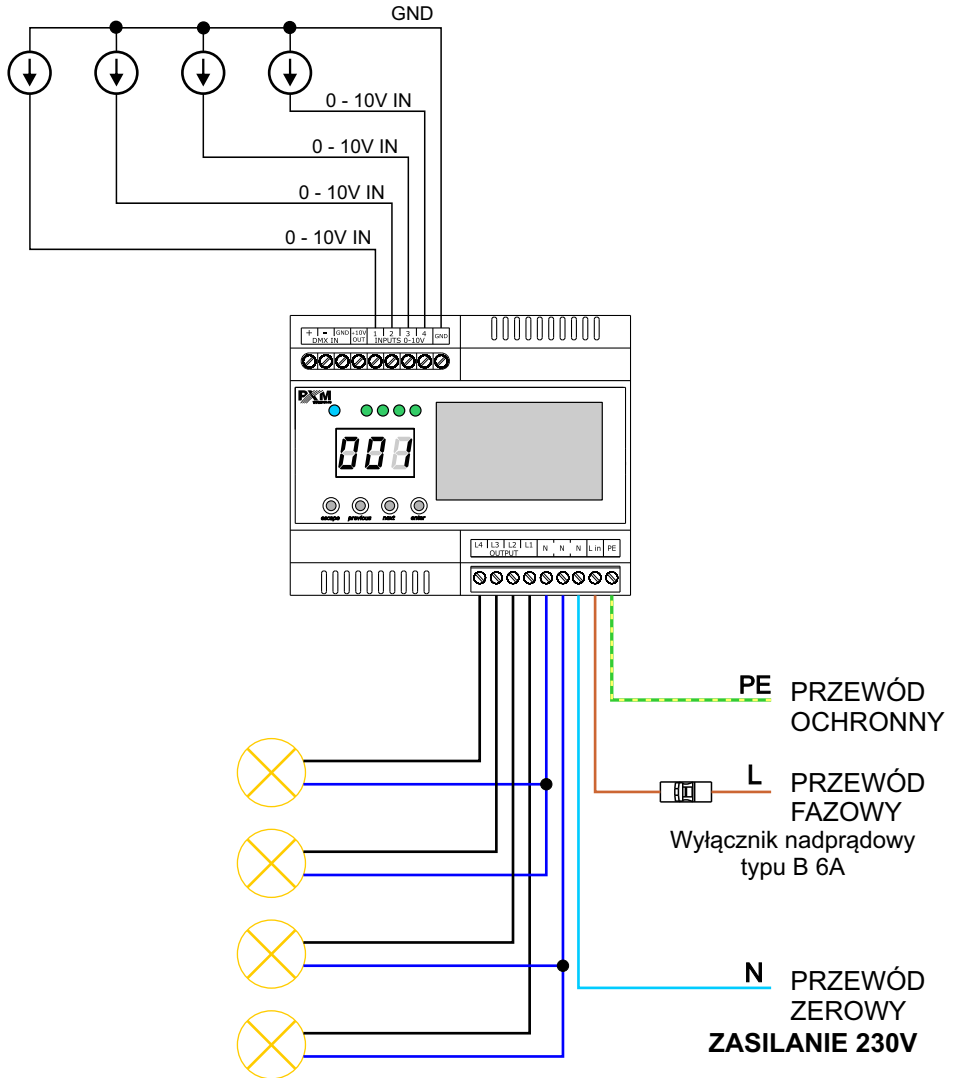 GND
0 - 10V IN
0 - 10V IN
0 - 10V IN
0 - 10V IN
+ - GND +10V 1 2 3 4 GND
DMX IN OUT INPUTS 0-10V
PXM
001
escape previous next enter
L4 L3 L2 L1 N N N L in PE
OUTPUT
PE PRZEWÓD
OCHRONNY
L PRZEWÓD
FAZOWY
Wyłącznik nadprądowy
typu B 6A
N PRZEWÓD
ZEROWY
ZASILANIE 230V